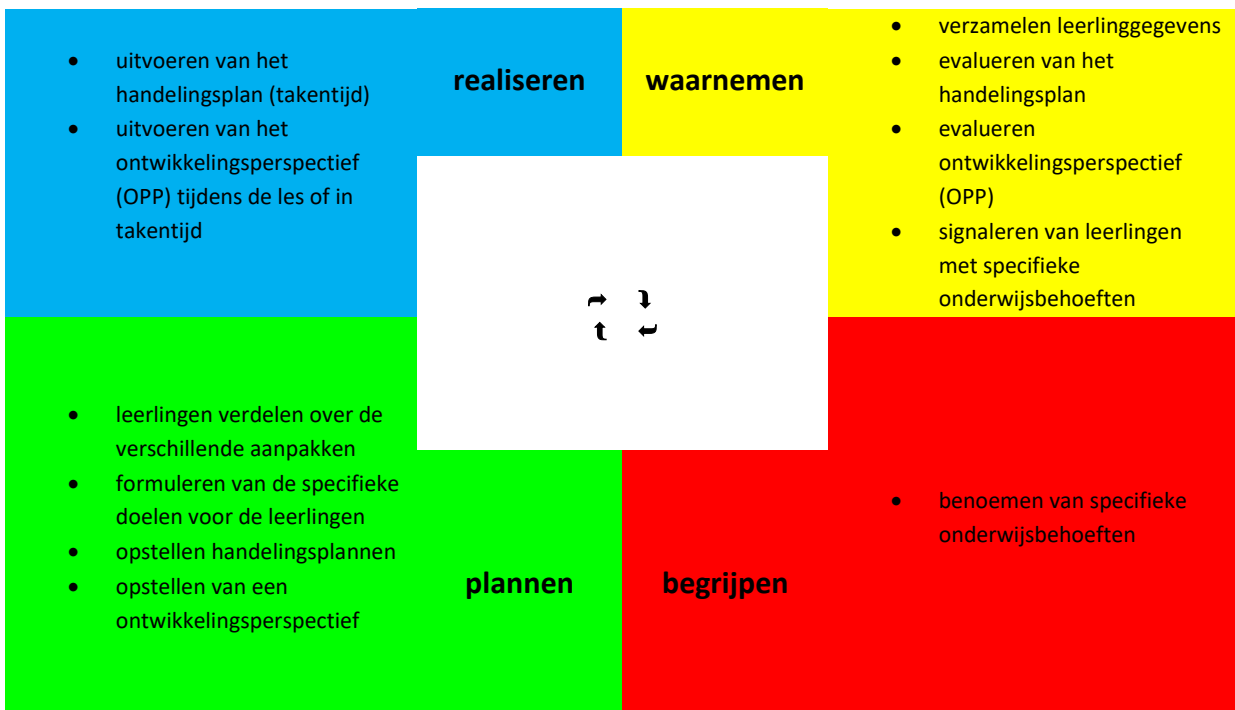 • uitvoeren van het
handelingsplan (takentijd)
• uitvoeren van het
ontwikkelingsperspectief
(OPP) tijdens de les of in
takentijd
realiseren
waarnemen
• verzamelen leerlinggegevens
• evalueren van het
handelingsplan
• evalueren
ontwikkelingsperspectief
(OPP)
• signaleren van leerlingen
met specifieke
onderwijsbehoeften
• leerlingen verdelen over de
verschillende aanpakken
• formuleren van de specifieke
doelen voor de leerlingen
• opstellen handelingsplannen
• opstellen van een
ontwikkelingsperspectief
plannen
begrijpen
• benoemen van specifieke
onderwijsbehoeften